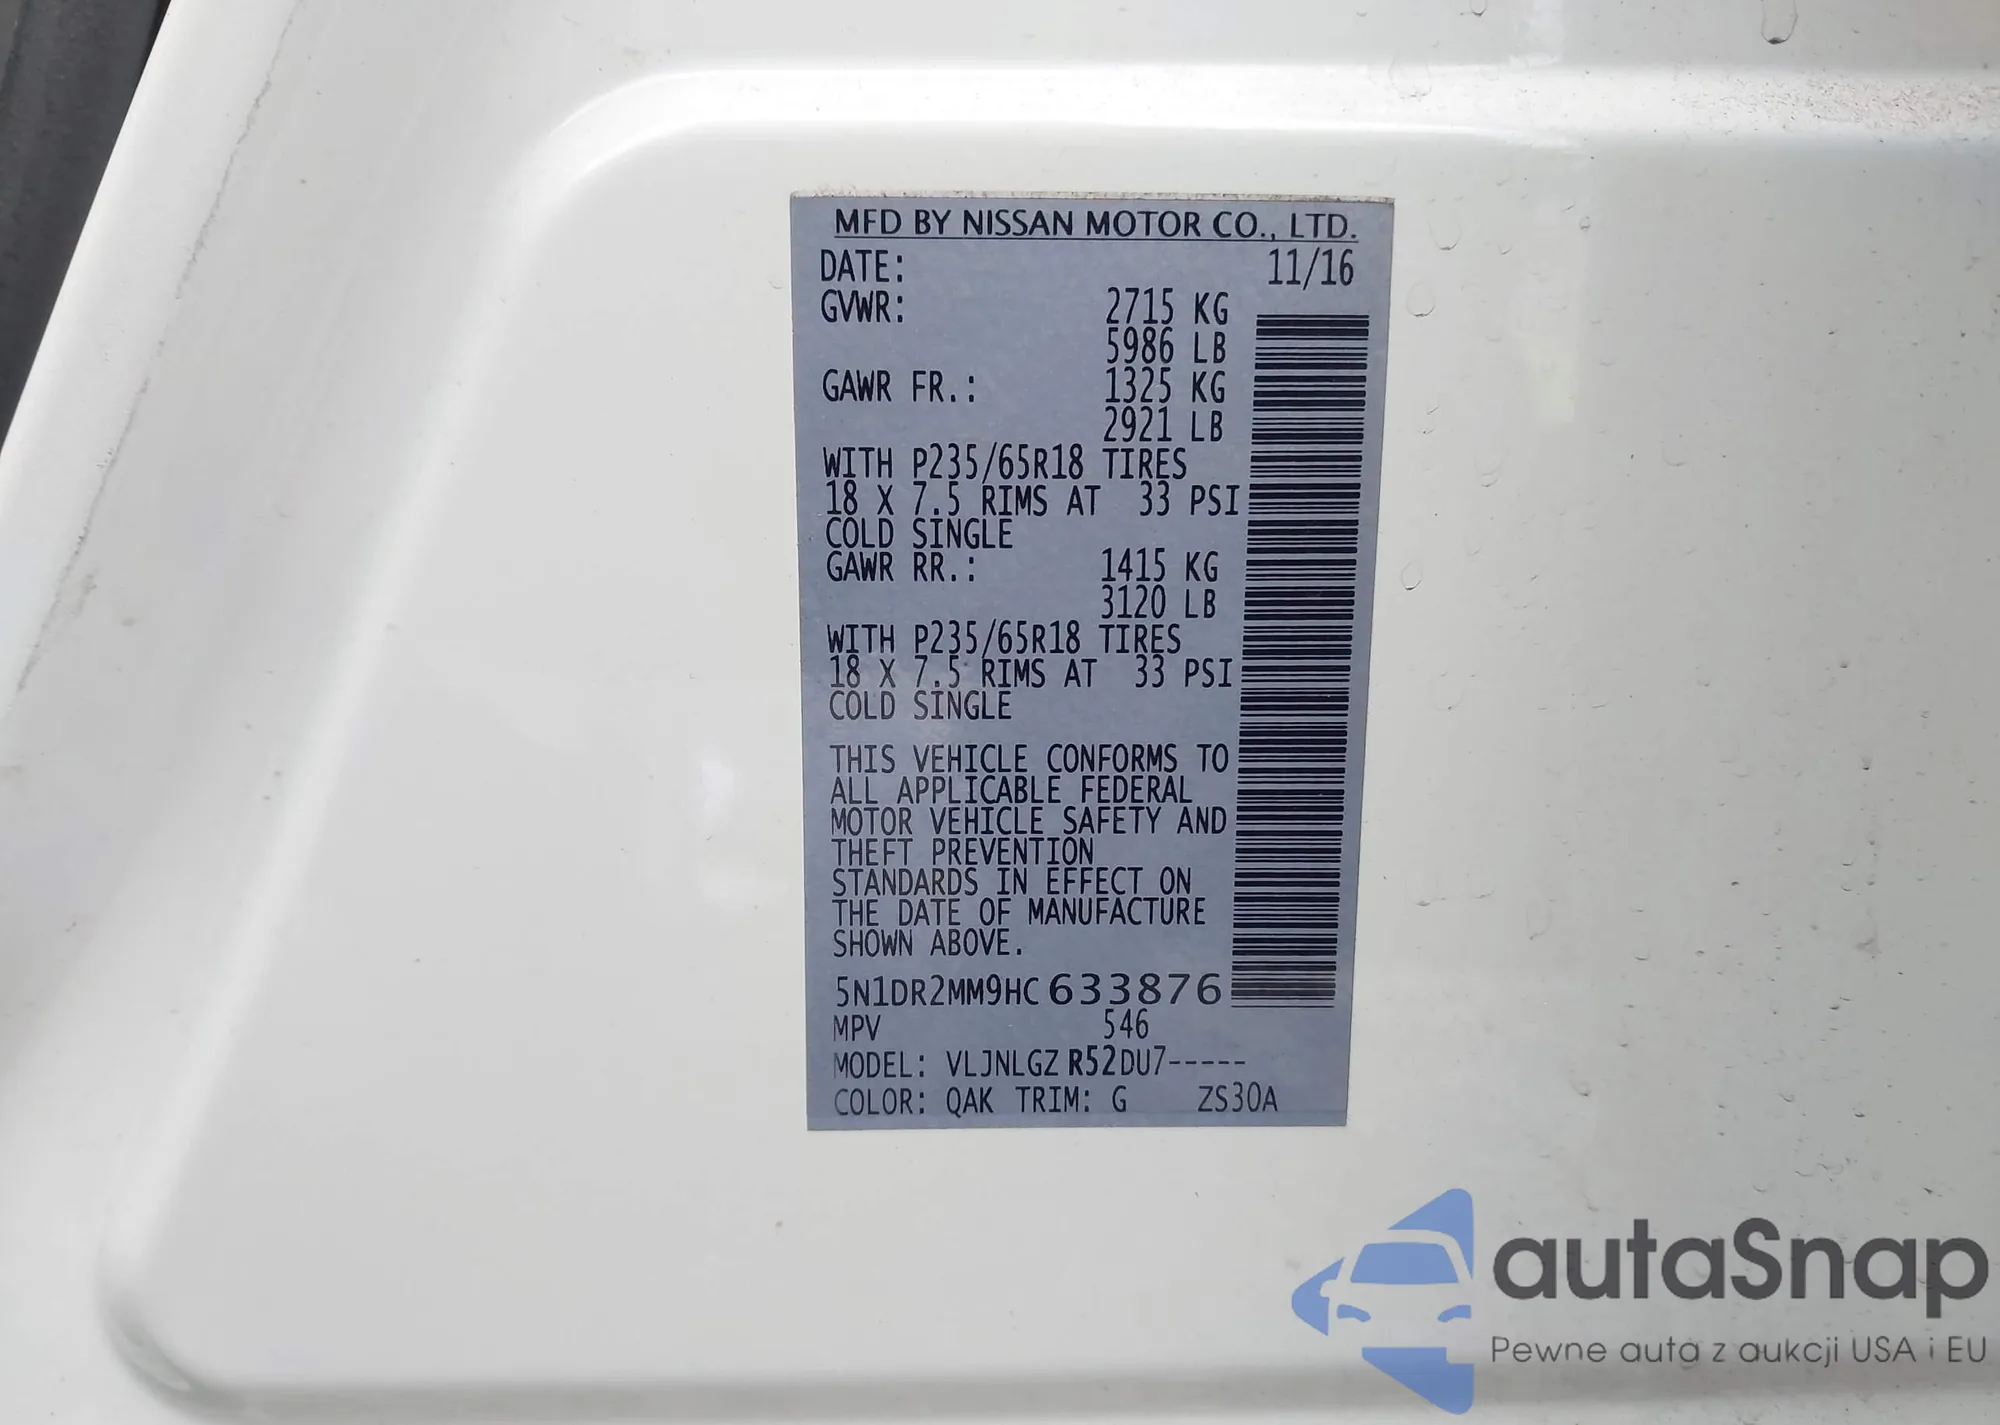 MFD BY NISSAN MOTOR CO., LTD.
DATE: 11/16
GVWR: 2715 KG
5986 LB
GAWR FR.: 1325 KG
2921 LB
WITH P235/65R18 TIRES
18 X 7.5 RIMS AT 33 PSI
COLD SINGLE
GAWR RR.: 1415 KG
3120 LB
WITH P235/65R18 TIRES
18 X 7.5 RIMS AT 33 PSI
COLD SINGLE
THIS VEHICLE CONFORMS TO
ALL APPLICABLE FEDERAL
MOTOR VEHICLE SAFETY AND
THEFT PREVENTION
STANDARDS IN EFFECT ON
THE DATE OF MANUFACTURE
SHOWN ABOVE.
5N1DR2MM9HC633876
MPV 546
MODEL: VLJNLGZ R52DU7-----
COLOR: QAK TRIM: G ZS30A
autaSnap
Pewne auta z aukcji USA i EU